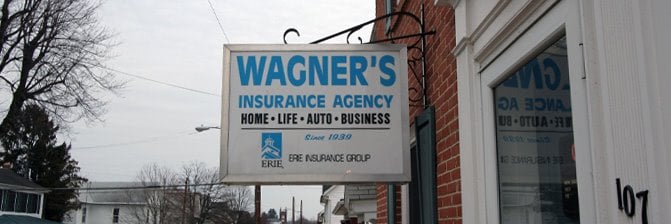 WAGNER'S
INSURANCE AGENCY
HOME • LIFE • AUTO • BUSINESS
Since 1939
ERIE
ERIE INSURANCE GROUP
107